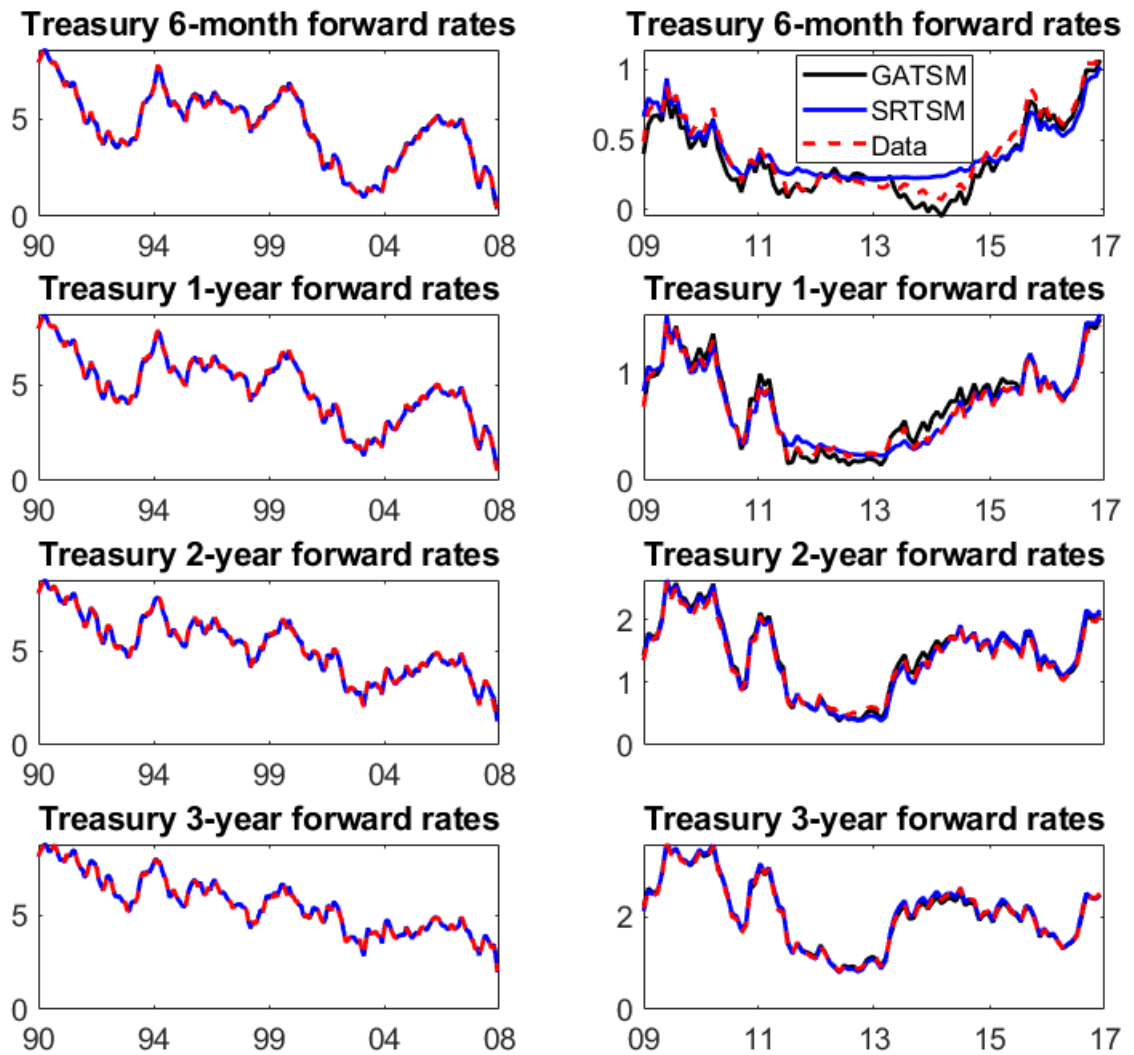 Treasury 6-month forward rates
5
0
90 94 99 04 08
Treasury 6-month forward rates
1
0.5
0
GATSM
SRTSM
Data
09 11 13 15 17
Treasury 1-year forward rates
5
0
90 94 99 04 08
Treasury 1-year forward rates
1
0
09 11 13 15 17
Treasury 2-year forward rates
5
0
90 94 99 04 08
Treasury 2-year forward rates
2
1
0
09 11 13 15 17
Treasury 3-year forward rates
5
0
90 94 99 04 08
Treasury 3-year forward rates
2
0
09 11 13 15 17